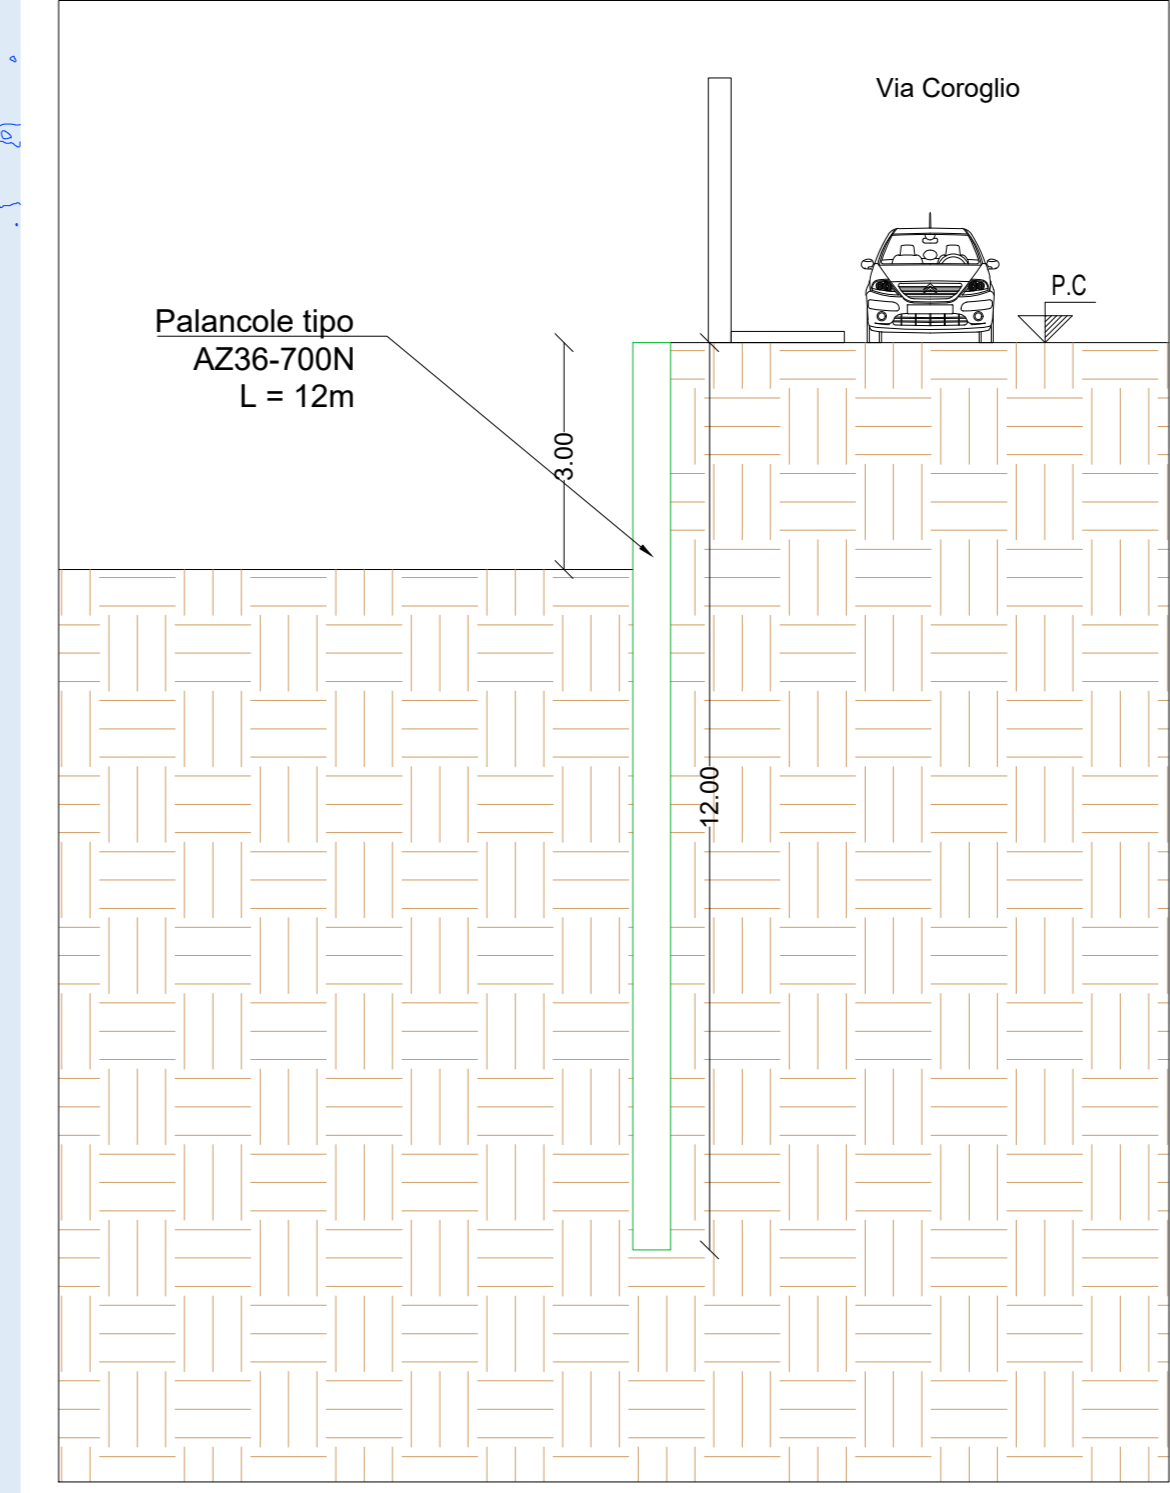 Via Coroglio
P.C
Palancole tipo
AZ36-700N
L = 12m
3.00
12.00